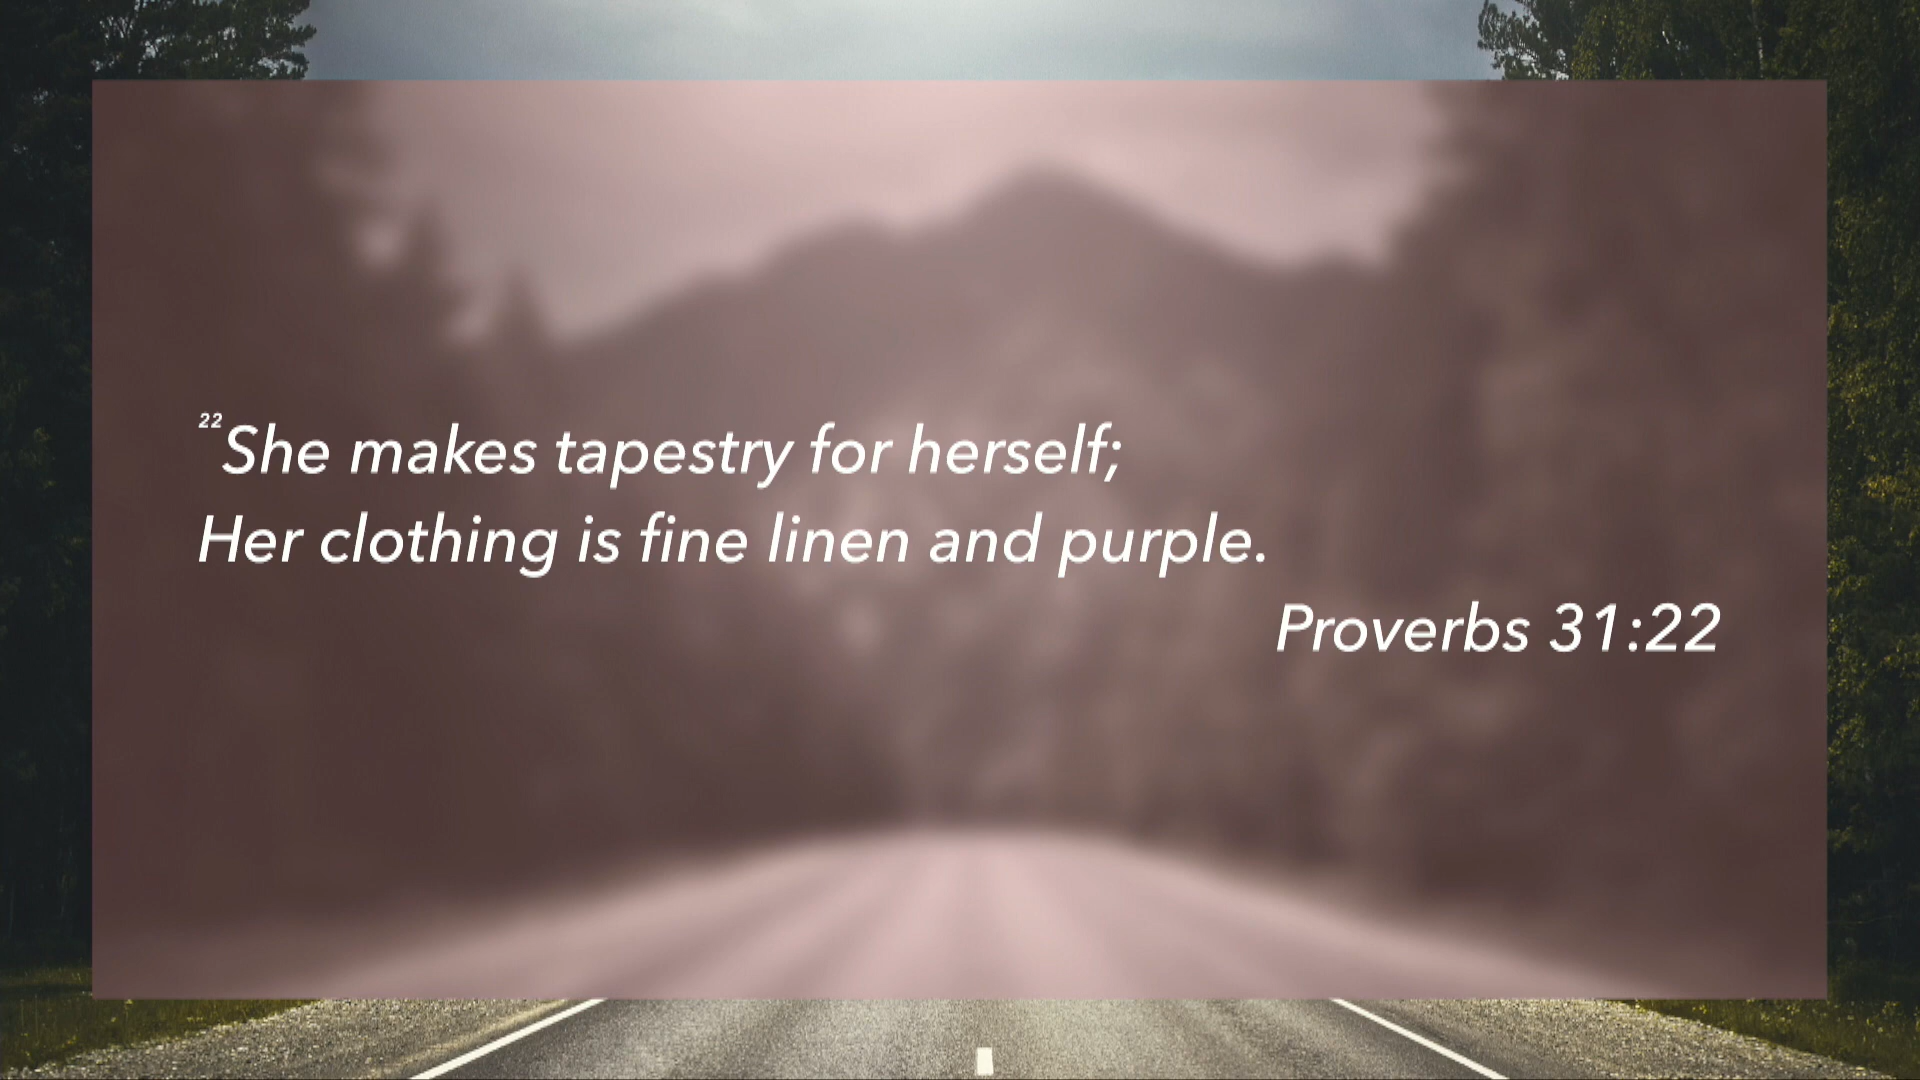 22She makes tapestry for herself;
Her clothing is fine linen and purple.
Proverbs 31:22